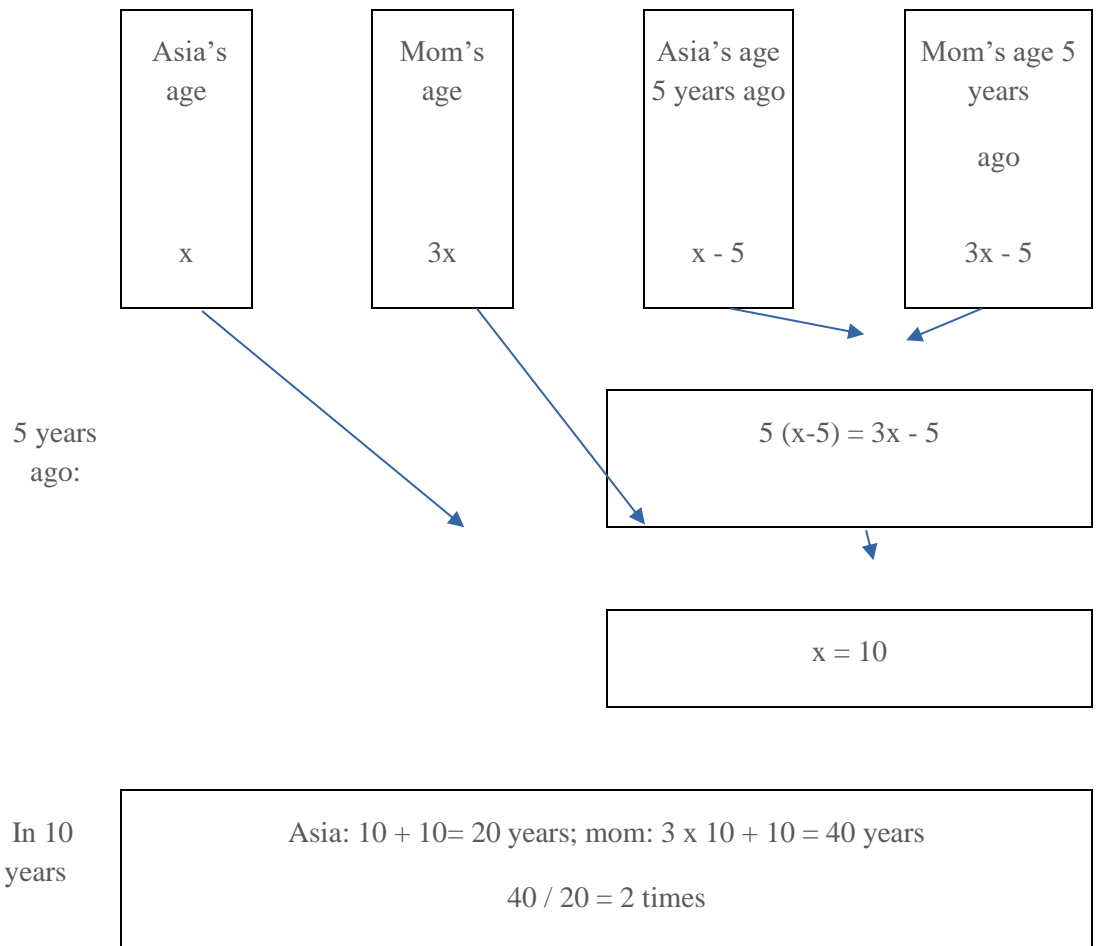 Asia's
age
x
Mom's
age
3x
Asia's age
5 years ago
x - 5
Mom's age 5
years
ago
3x - 5
5 years
ago:
5 (x-5) = 3x - 5
x = 10
In 10
years
Asia: 10 + 10= 20 years; mom: 3 x 10 + 10 = 40 years
40 / 20 = 2 times